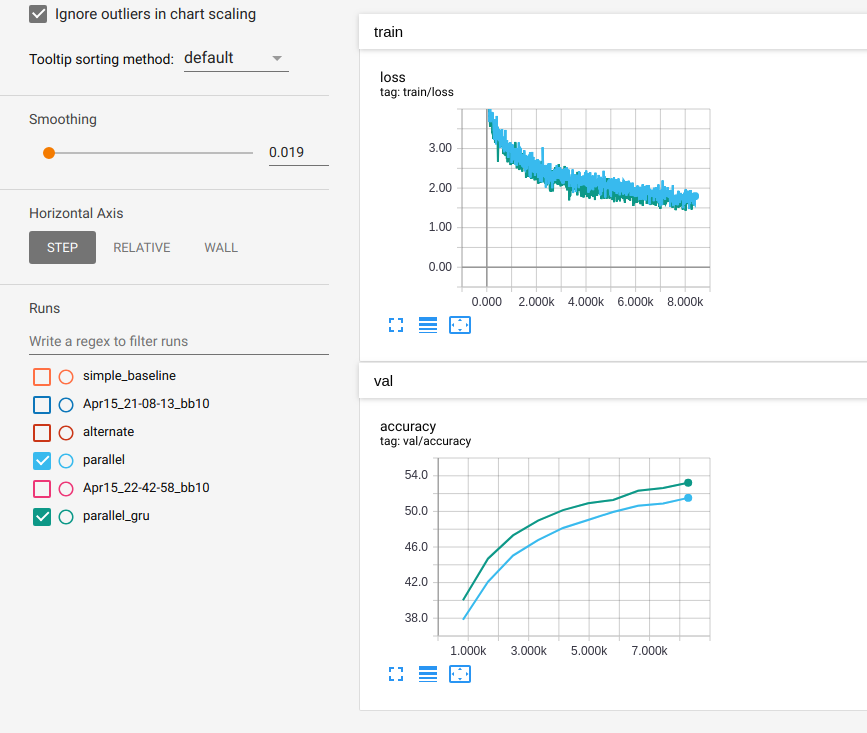 Ignore outliers in chart scaling
Tooltip sorting method: default
Smoothing
0.019
Horizontal Axis
STEP RELATIVE WALL
Runs
Write a regex to filter runs
simple_baseline
Apr15_21-08-13_bb10
alternate
parallel
Apr15_22-42-58_bb10
parallel_gru
train
loss
tag: train/loss
3.00
2.00
1.00
0.00
0.000 2.000k 4.000k 6.000k 8.000k
val
accuracy
tag: val/accuracy
54.0
50.0
46.0
42.0
38.0
1.000k 3.000k 5.000k 7.000k